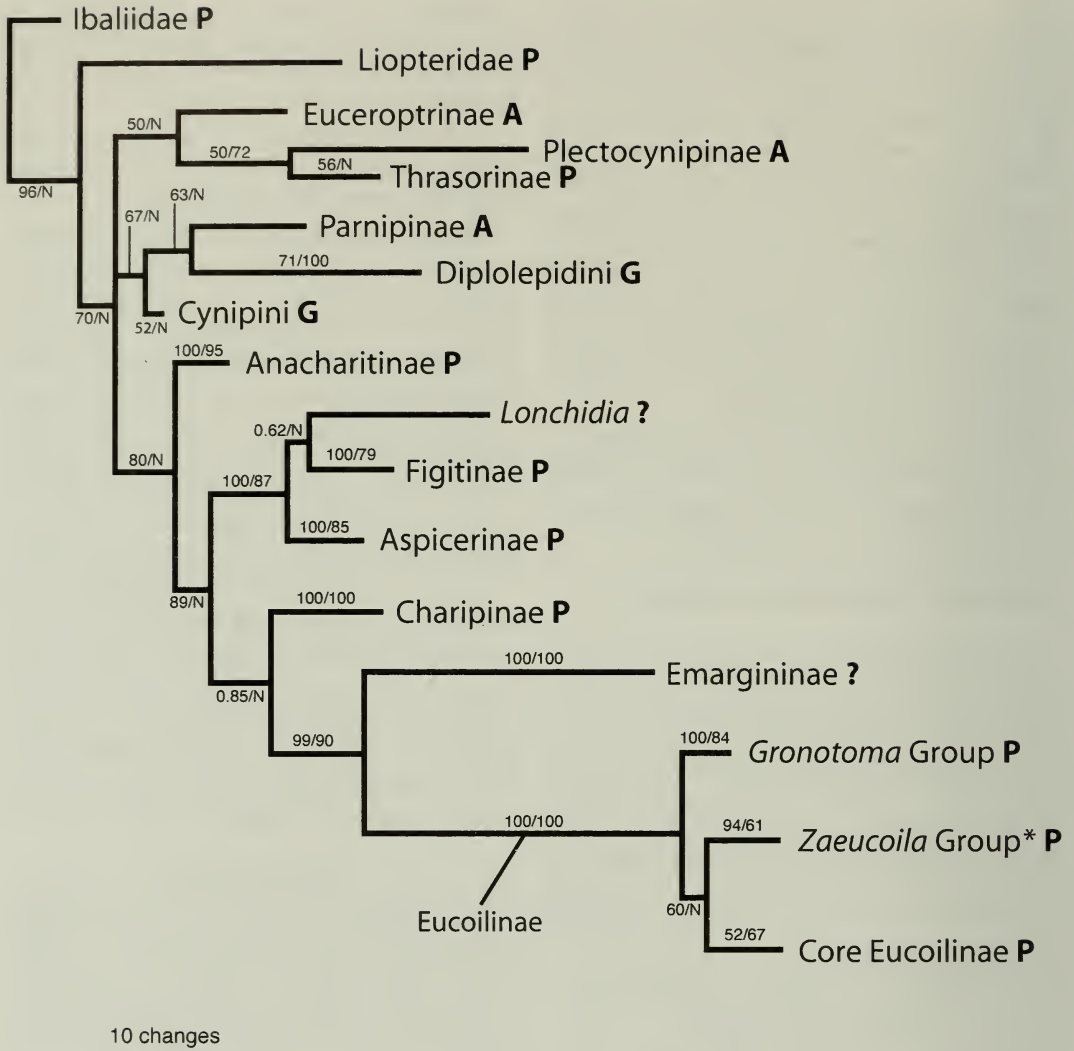 Ibaliidae P
Liopteridae P
50/N
Euceroptrinae A
50/72
Plectocynipinae A
56/N
Thrasorinae P
96/N
63/N
67/N
Parnipinae A
71/100
Diplolepidini G
Cynipini G
70/N
52/N
100/95
Anacharitinae P
Lonchidia ?
0.62/N
100/79
Figitinae P
80/N
100/87
100/85
Aspicerinae P
89/N
100/100
Charipinae P
100/100
Emargininae ?
0.85/N
99/90
100/84
Gronotoma Group P
100/100
94/61
Zaeucoila Group* P
60/N
Eucoilinae
52/67
Core Eucoilinae P
10 changes